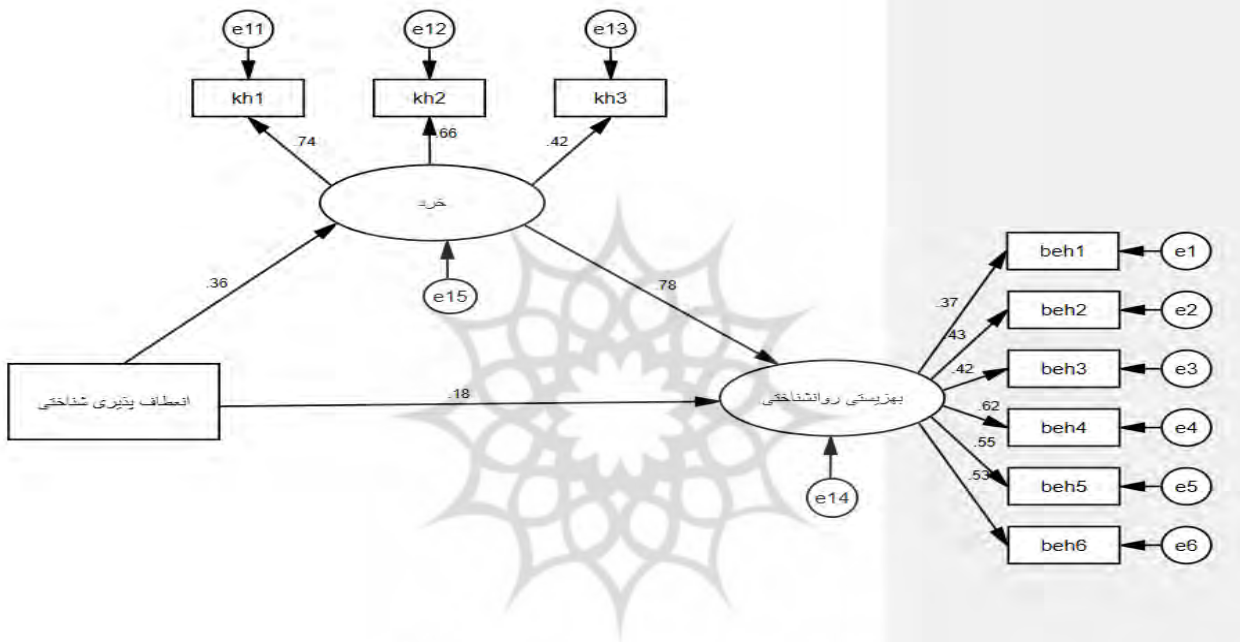 e11
e12
e13
kh1
kh2
kh3
.74
.66
.42
خرد
.36
e15
.78
انعطاف پذیری شناختی
.18
بهزیستی روانشناختی
e14
.37
.43
.42
.62
.55
.53
beh1
e1
beh2
e2
beh3
e3
beh4
e4
beh5
e5
beh6
e6